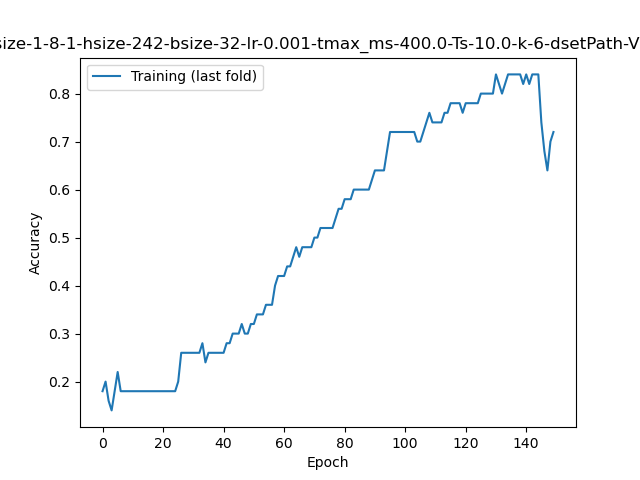 size-1-8-1-hsize-242-bsize-32-lr-0.001-tmax_ms-400.0-Ts-10.0-k-6-dsetPath-V
Training (last fold)
0.8
0.7
0.6
0.5
0.4
0.3
0.2
Accuracy
0 20 40 60 80 100 120 140
Epoch